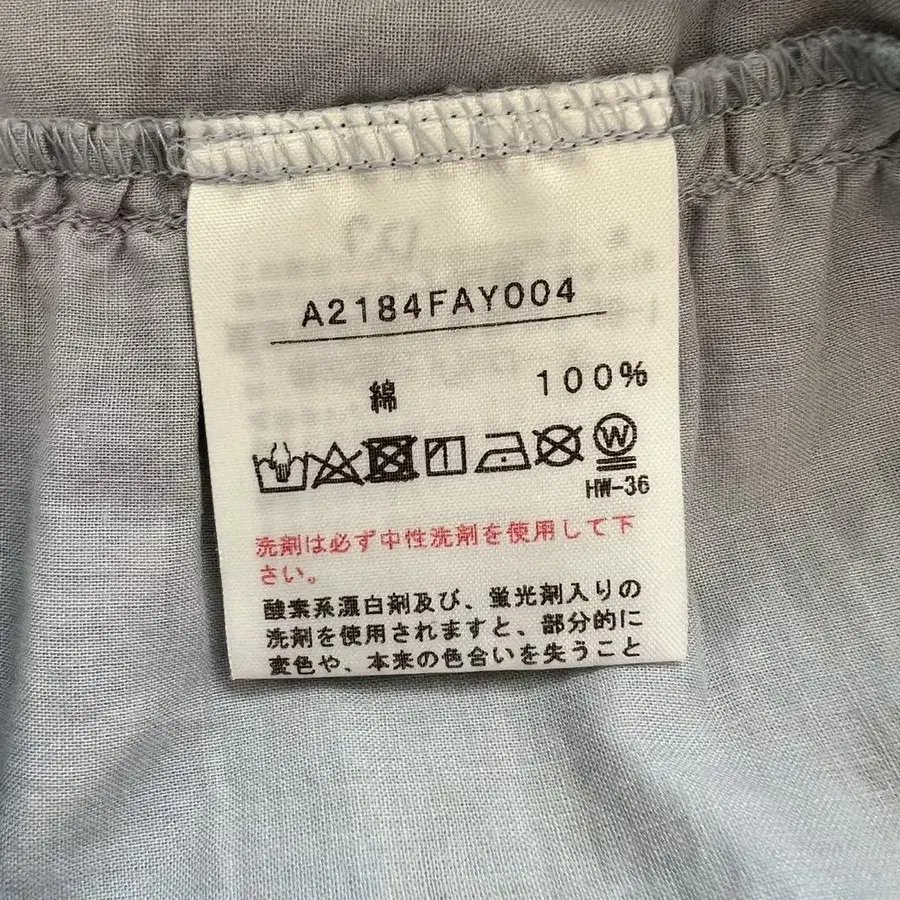 A2184FAY004
綿 100%
W
HW-36
洗剤は必ず中性洗剤を使用して下
さい。
酸素系漂白剤及び、蛍光剤入りの
洗剤を使用されますと、部分的に
変色や、本来の色合いを失うこと